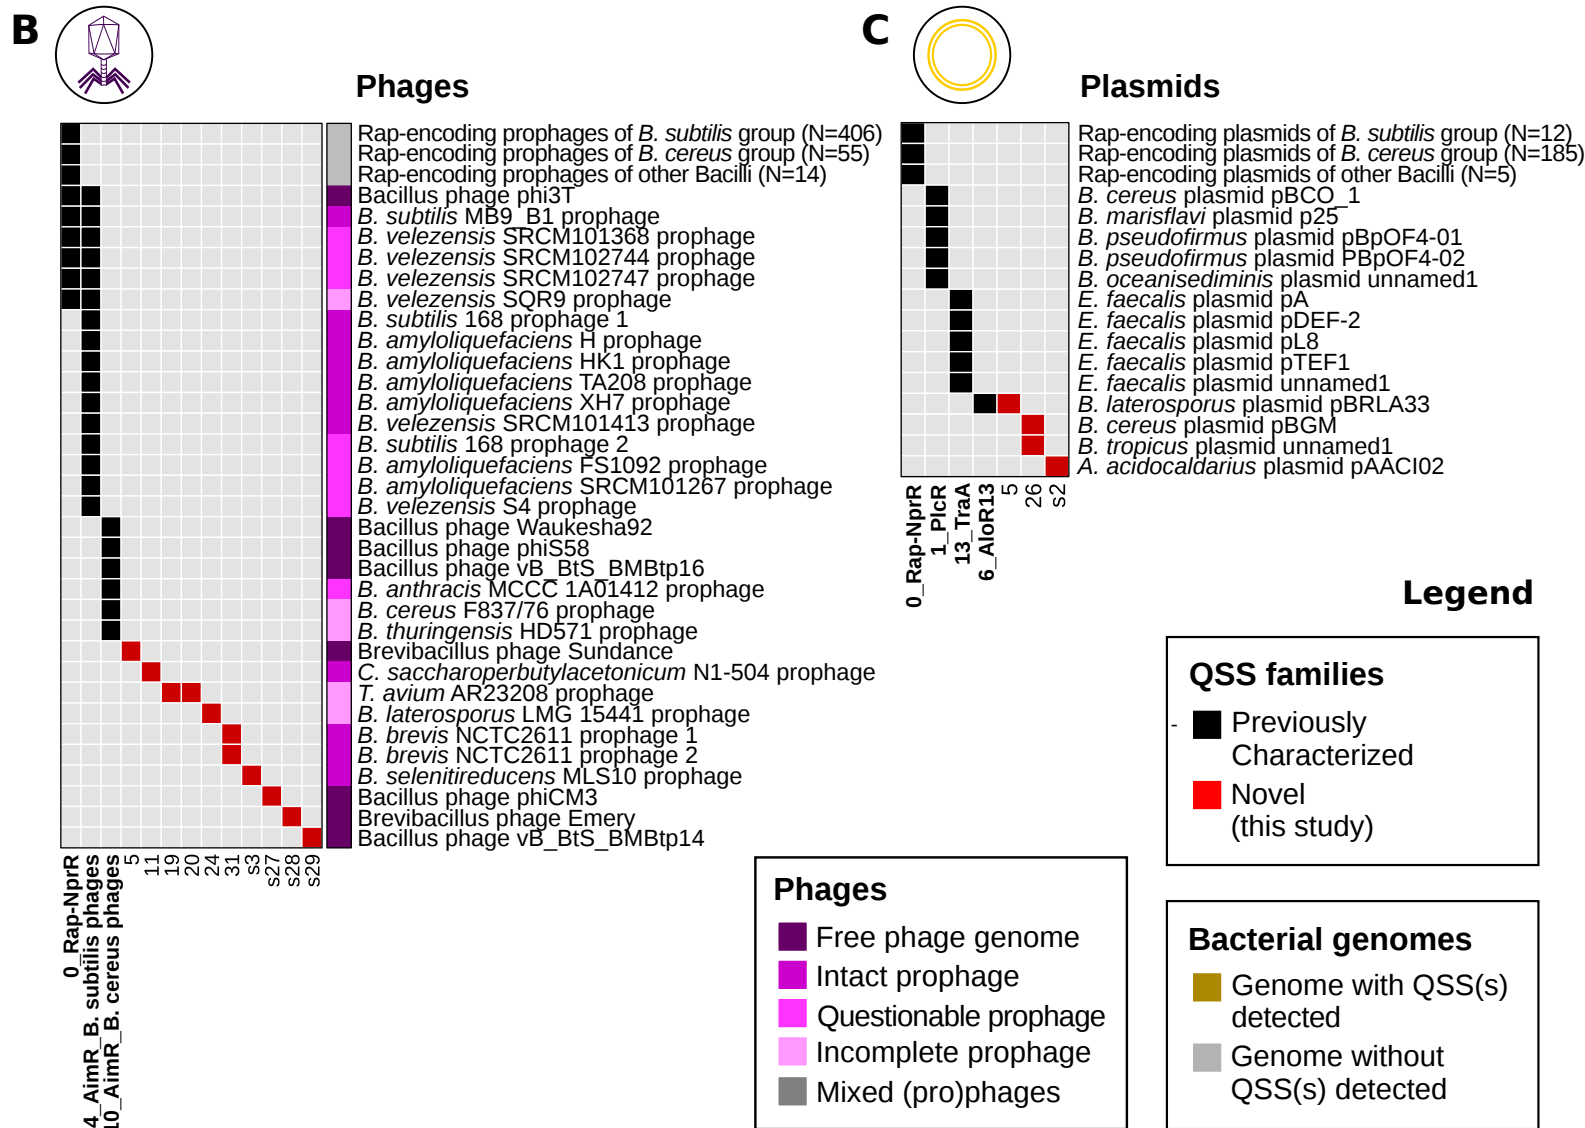 B
Phages
Rap-encoding prophages of B. subtilis group (N=406)
Rap-encoding prophages of B. cereus group (N=55)
Rap-encoding prophages of other Bacilli (N=14)
Bacillus phage phi3T
B. subtilis MB9_B1 prophage
B. velezensis SRCM101368 prophage
B. velezensis SRCM102744 prophage
B. velezensis SRCM102747 prophage
B. velezensis SQR9 prophage
B. subtilis 168 prophage 1
B. amyloliquefaciens H prophage
B. amyloliquefaciens HK1 prophage
B. amyloliquefaciens TA208 prophage
B. amyloliquefaciens XH7 prophage
B. velezensis SRCM101413 prophage
B. subtilis 168 prophage 2
B. amyloliquefaciens FS1092 prophage
B. amyloliquefaciens SRCM101267 prophage
B. velezensis S4 prophage
Bacillus phage Waukesha92
Bacillus phage phiS58
Bacillus phage vB_BtS_BMBtp16
B. anthracis MCCC 1A01412 prophage
B. cereus F837/76 prophage
B. thuringensis HD571 prophage
Brevibacillus phage Sundance
C. saccharoperbutylacetonicum N1-504 prophage
T. avium AR23208 prophage
B. laterosporus LMG 15441 prophage
B. brevis NCTC2611 prophage 1
B. brevis NCTC2611 prophage 2
B. selenitireducens MLS10 prophage
Bacillus phage phiCM3
Brevibacillus phage Emery
Bacillus phage vB_BtS_BMBtp14
0_Rap-NprR
4_AimR_B. subtilis phages
10_AimR_B. cereus phages
5
11
19
20
24
31
s3
s27
s28
s29
C
Plasmids
Rap-encoding plasmids of B. subtilis group (N=12)
Rap-encoding plasmids of B. cereus group (N=185)
Rap-encoding plasmids of other Bacilli (N=5)
B. cereus plasmid pBCO_1
B. marisflavi plasmid p25
B. pseudofirmus plasmid pBpOF4-01
B. pseudofirmus plasmid PBpOF4-02
B. oceanisediminis plasmid unnamed1
E. faecalis plasmid pA
E. faecalis plasmid pDEF-2
E. faecalis plasmid pL8
E. faecalis plasmid pTEF1
E. faecalis plasmid unnamed1
B. laterosporus plasmid pBRLA33
B. cereus plasmid pBGM
B. tropicus plasmid unnamed1
A. acidocaldarius plasmid pAACI02
0_Rap-NprR
1_PlcR
13_TraA
6_AloR13
5
26
s2
Legend
QSS families
-
Previously
Characterized
Novel
(this study)
Phages
Free phage genome
Intact prophage
Questionable prophage
Incomplete prophage
Mixed (pro)phages
Bacterial genomes
Genome with QSS(s)
detected
Genome without
QSS(s) detected